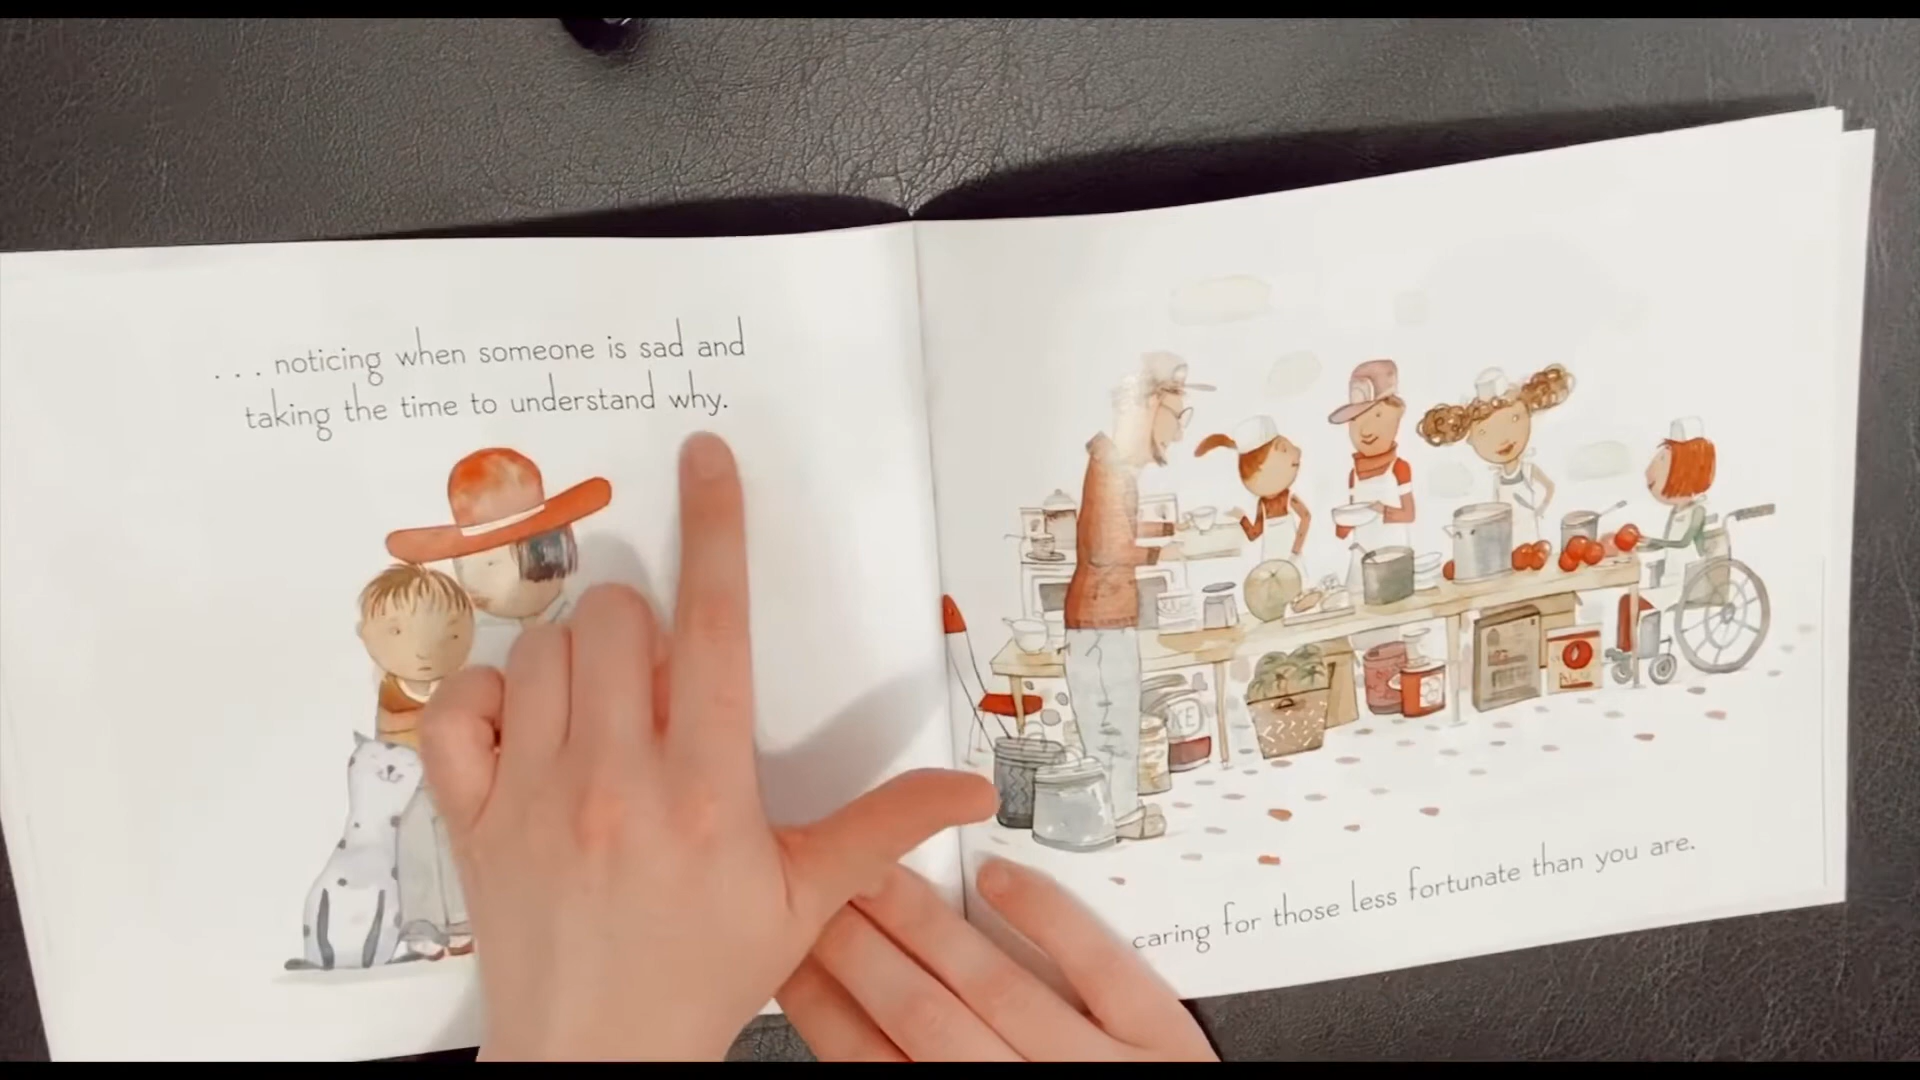 . . . noticing when someone is sad and
taking the time to understand why.
KE
caring for those less fortunate than you are.